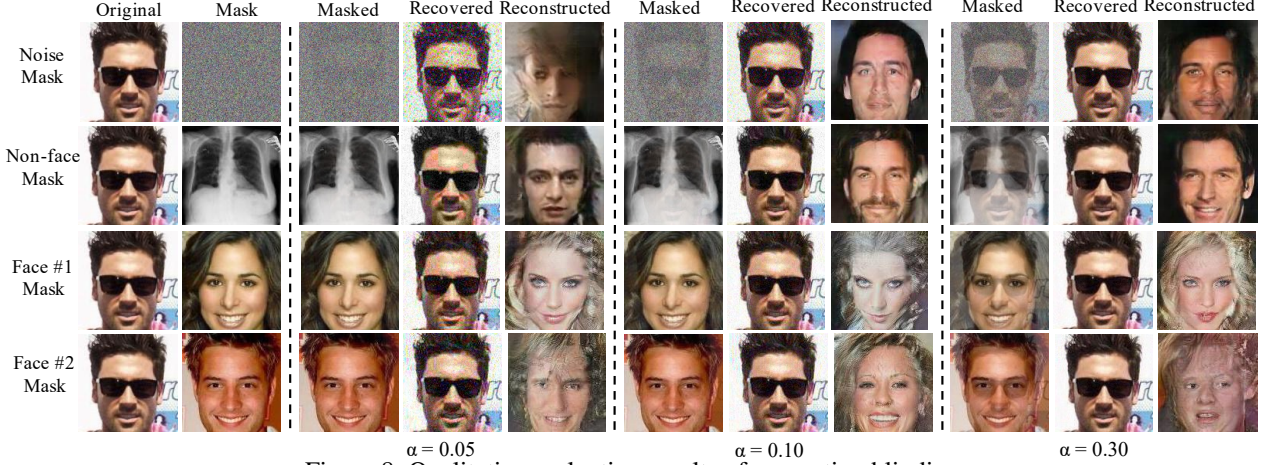 Original Mask Masked Recovered Reconstructed Masked Recovered Reconstructed Masked Recovered Reconstructed
Noise
Mask
Non-face
Mask
Face #1
Mask
Face #2
Mask
α = 0.05 α = 0.10 α = 0.30